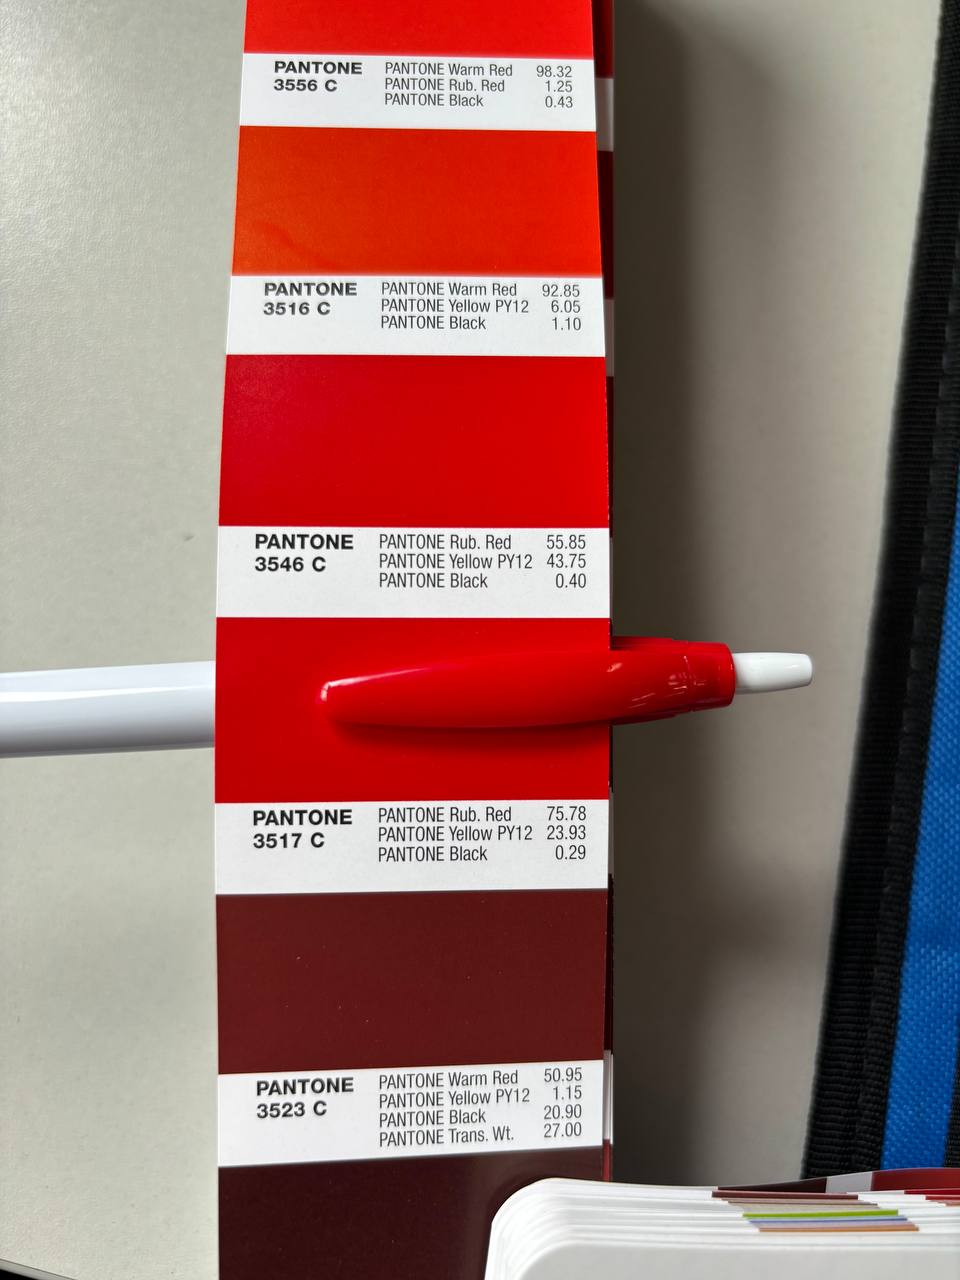 PANTONE
3556 C
PANTONE Warm Red 98.32
PANTONE Rub. Red 1.25
PANTONE Black 0.43
PANTONE
3516 C
PANTONE Warm Red 92.85
PANTONE Yellow PY12 6.05
PANTONE Black 1.10
PANTONE
3546 C
PANTONE Rub. Red 55.85
PANTONE Yellow PY12 43.75
PANTONE Black 0.40
PANTONE
3517 C
PANTONE Rub. Red 75.78
PANTONE Yellow PY12 23.93
PANTONE Black 0.29
PANTONE
3523 C
PANTONE Warm Red 50.95
PANTONE Yellow PY12 1.15
PANTONE Black 20.90
PANTONE Trans. Wt. 27.00